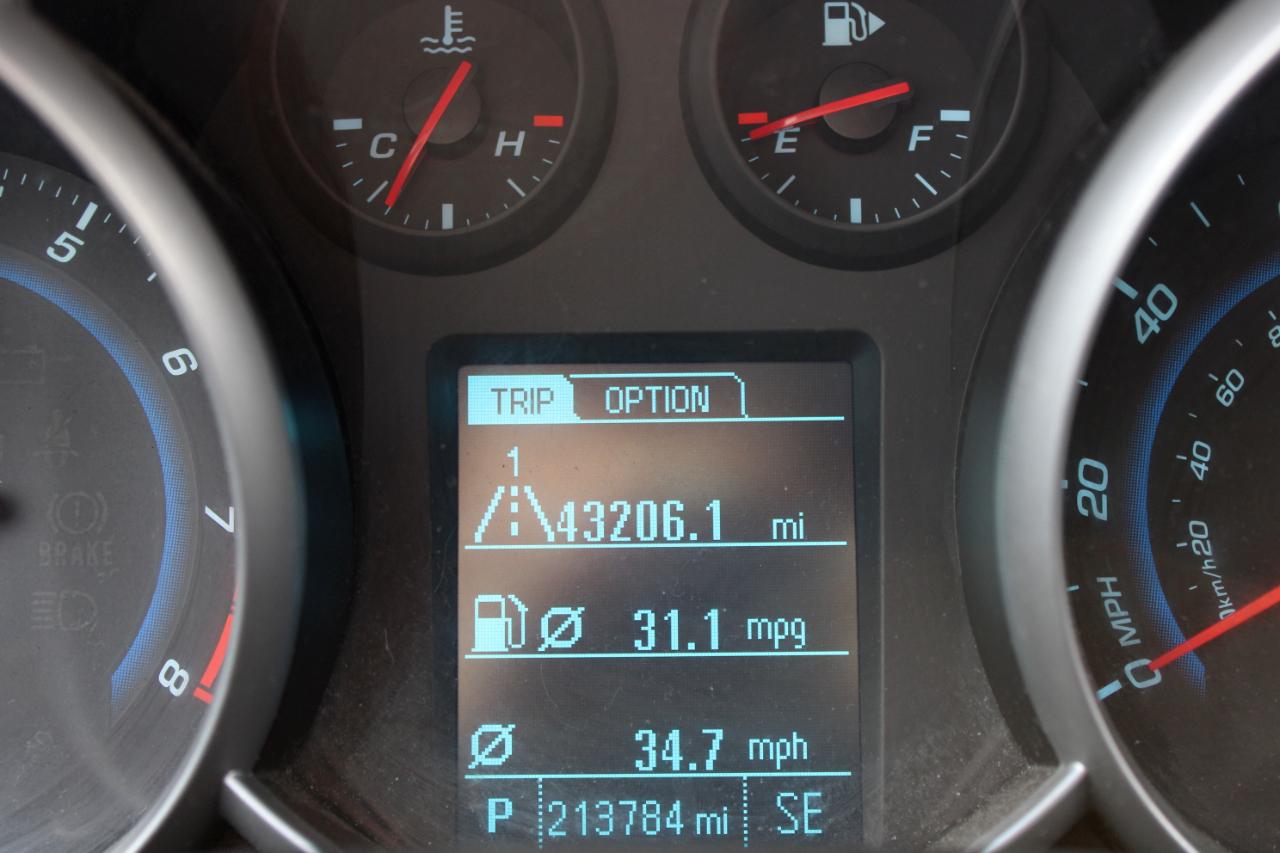 C H
E F
5
6
7
8
BRAKE
TRIP OPTION
1
43206.1 mi
31.1 mpg
Ø 34.7 mph
P 213784 mi SE
40
20
0
MPH
60
40
20
km/h